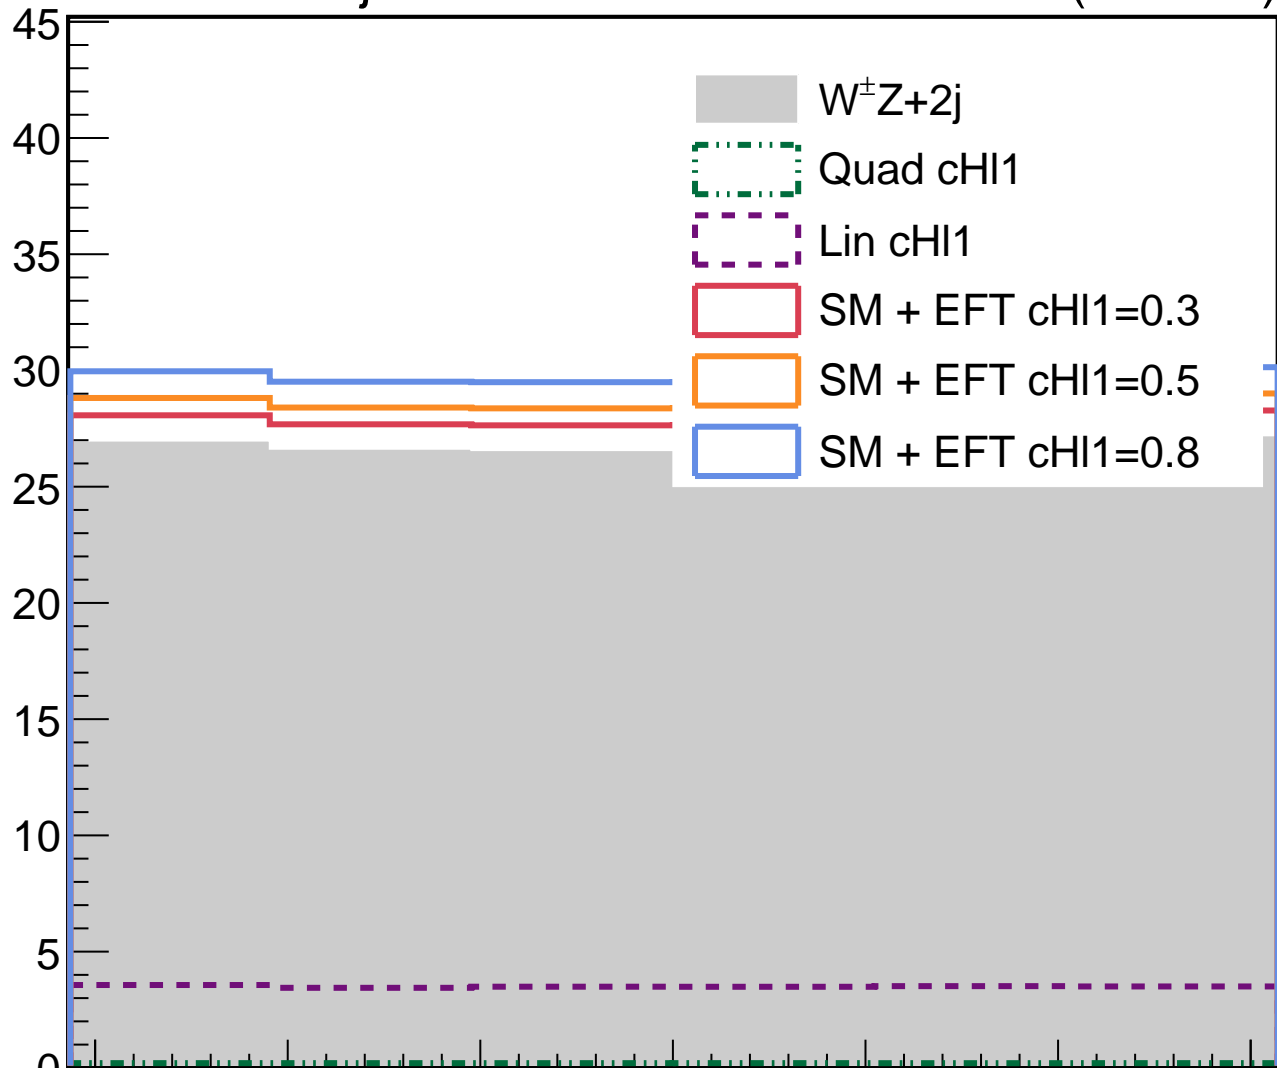 45
40
35
30
25
20
15
10
5
0
W±Z+2j
Quad cHl1
Lin cHl1
SM + EFT cHl1=0.3
SM + EFT cHl1=0.5
SM + EFT cHl1=0.8